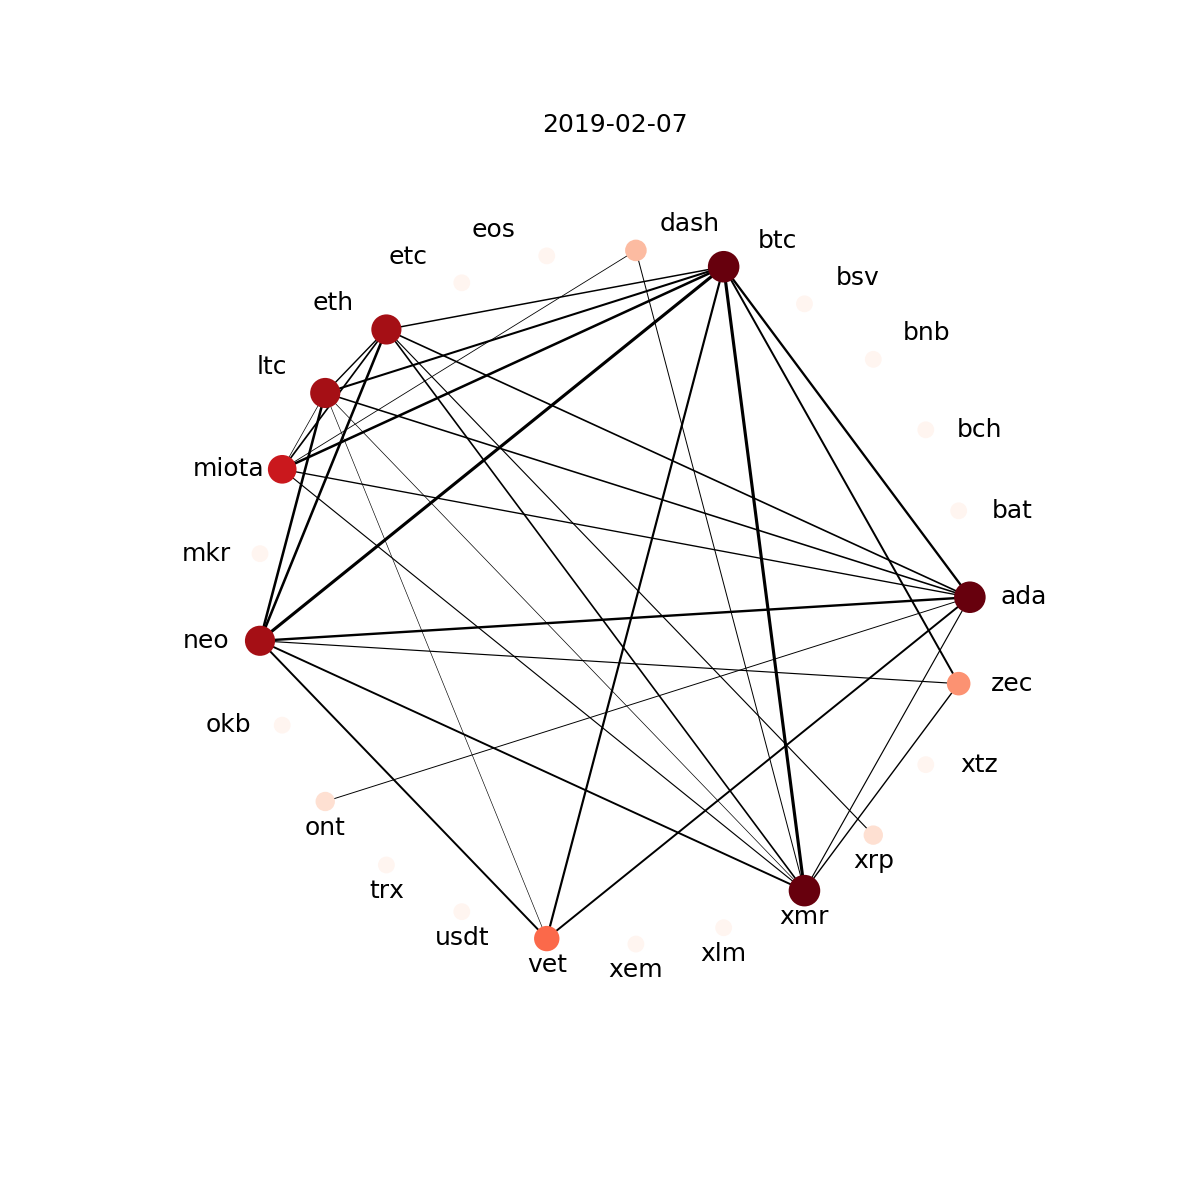 2019-02-07
dash
eos
btc
etc
bsv
eth
bnb
ltc
bch
miota
bat
mkr
ada
neo
zec
okb
xtz
ont
xrp
trx
xmr
usdt
xlm
vet
xem